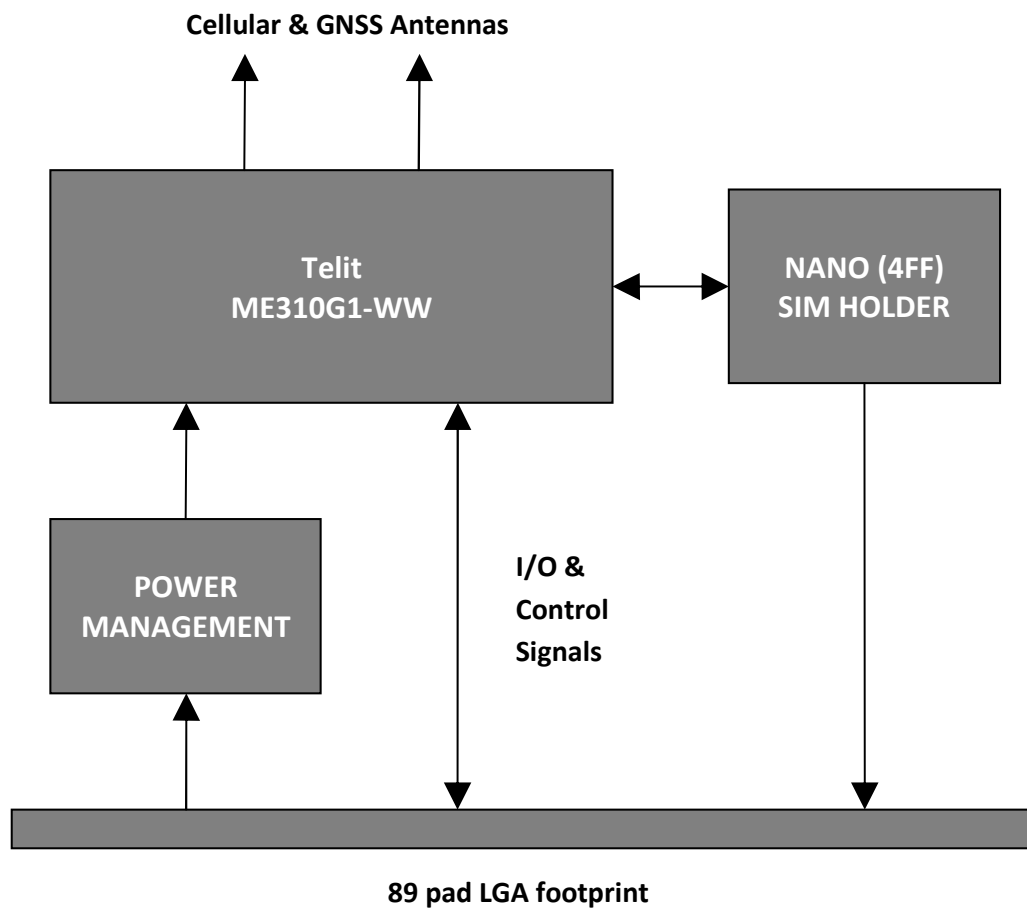 Cellular & GNSS Antennas
Telit
ME310G1-WW
NANO (4FF)
SIM HOLDER
POWER
MANAGEMENT
I/O &
Control
Signals
89 pad LGA footprint